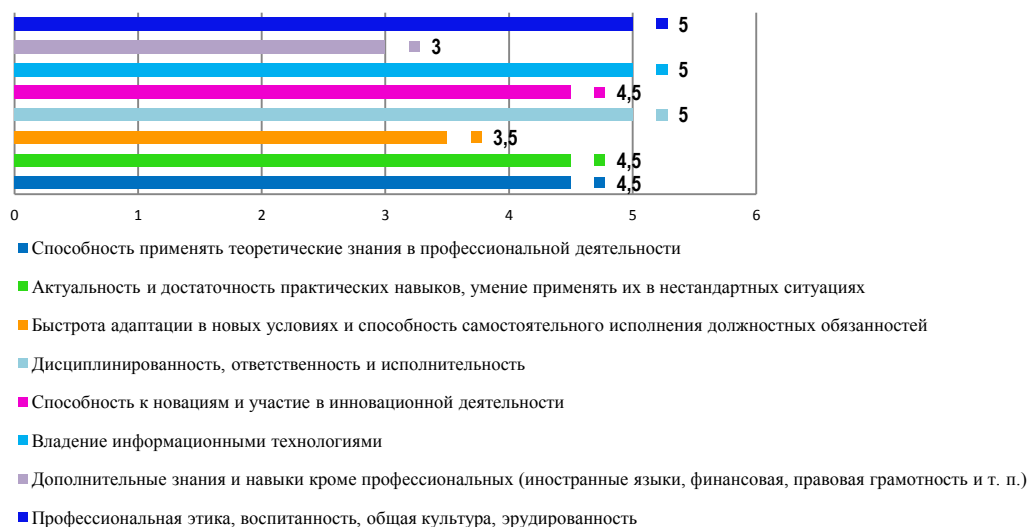 5
3
5
4,5
5
3,5
4,5
4,5
0 1 2 3 4 5 6
Способность применять теоретические знания в профессиональной деятельности
Актуальность и достаточность практических навыков, умение применять их в нестандартных ситуациях
Быстрота адаптации в новых условиях и способность самостоятельного исполнения должностных обязанностей
Дисциплинированность, ответственность и исполнительность
Способность к новациям и участие в инновационной деятельности
Владение информационными технологиями
Дополнительные знания и навыки кроме профессиональных (иностранные языки, финансовая, правовая грамотность и т. п.)
Профессиональная этика, воспитанность, общая культура, эрудированность